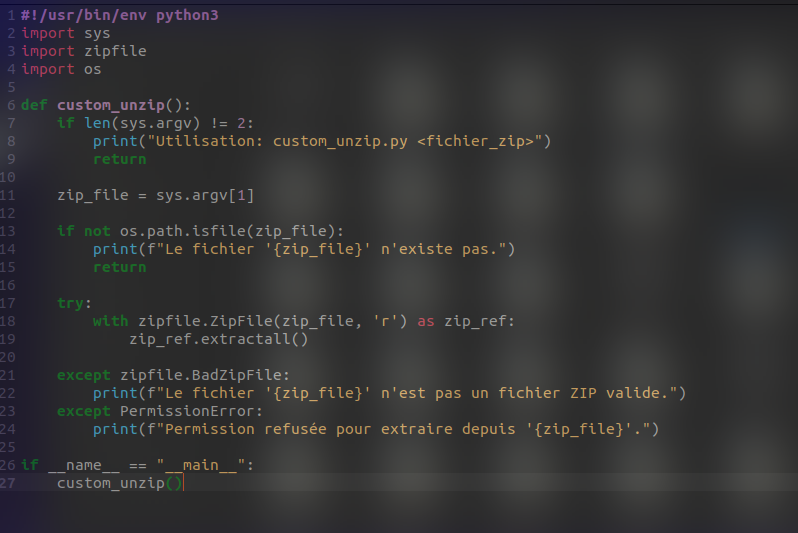 1 #!/usr/bin/env python3
2 import sys
3 import zipfile
4 import os
5
6 def custom_unzip():
7     if len(sys.argv) != 2:
8         print("Utilisation: custom_unzip.py <fichier_zip>")
9         return
10
11     zip_file = sys.argv[1]
12
13     if not os.path.isfile(zip_file):
14         print(f"Le fichier '{zip_file}' n'existe pas.")
15         return
16
17     try:
18         with zipfile.ZipFile(zip_file, 'r') as zip_ref:
19             zip_ref.extractall()
20
21     except zipfile.BadZipFile:
22         print(f"Le fichier '{zip_file}' n'est pas un fichier ZIP valide.")
23     except PermissionError:
24         print(f"Permission refusée pour extraire depuis '{zip_file}'.")
25
26 if __name__ == "__main__":
27     custom_unzip()